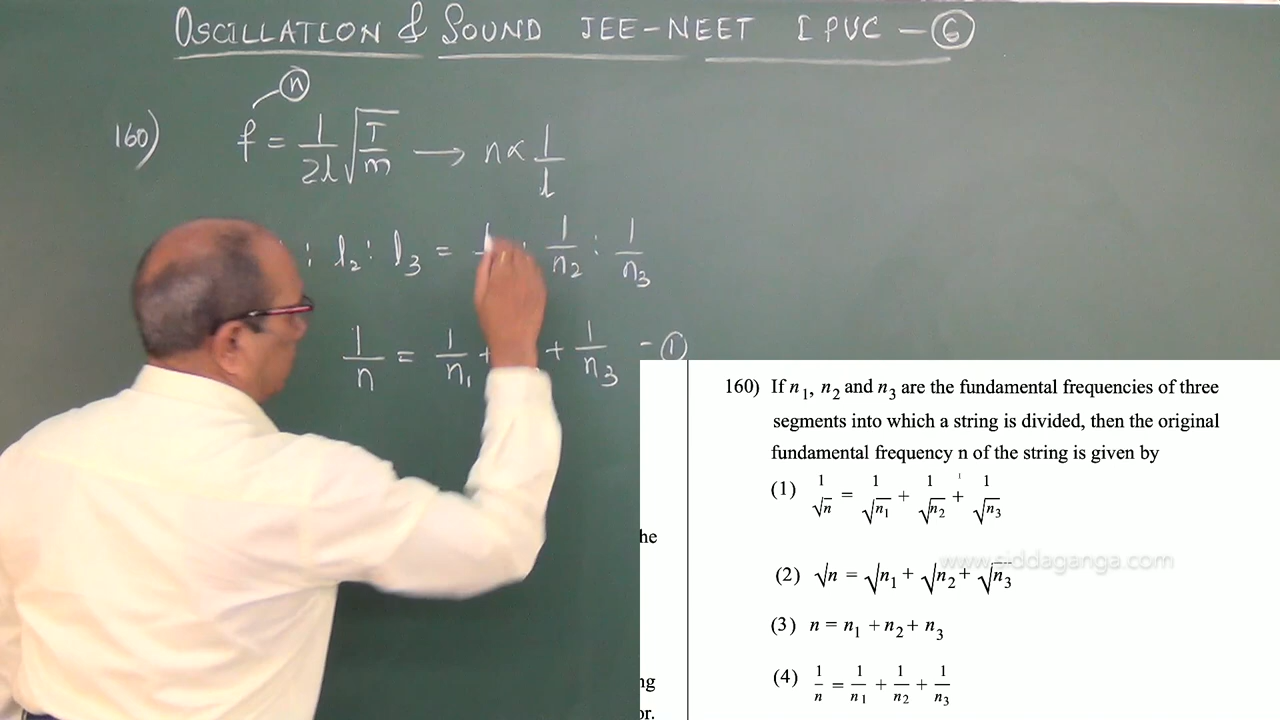 OSCILLATION & SOUND JEE-NEET I PUC - 6
n
160) f = 1/2l √T/m → n ∝ 1/l
: l2 : l3 = : 1/n2 : 1/n3
1/n = 1/n1 + + 1/n3 - 1
160) If n1, n2 and n3 are the fundamental frequencies of three
segments into which a string is divided, then the original
fundamental frequency n of the string is given by
(1) 1/√n = 1/√n1 + 1/√n2 + 1/√n3
he
www.siddaganga.com
(2) √n = √n1 + √n2 + √n3
(3) n = n1 + n2 + n3
(4) 1/n = 1/n1 + 1/n2 + 1/n3
ng
or.